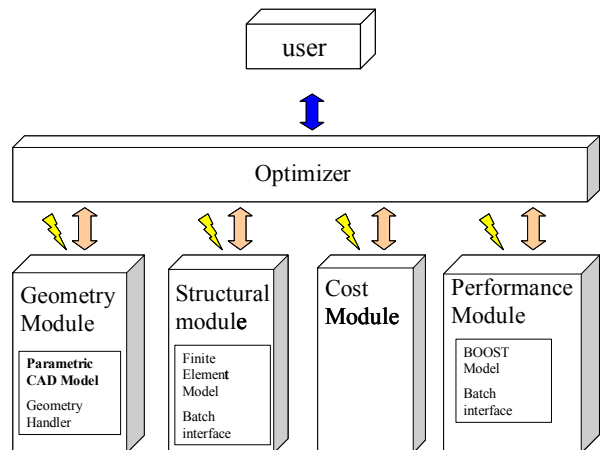 user
Optimizer
Geometry
Module
Parametric
CAD Model
Geometry
Handler
Structural
module
Finite
Element
Model
Batch
interface
Cost
Module
Performance
Module
BOOST
Model
Batch
interface